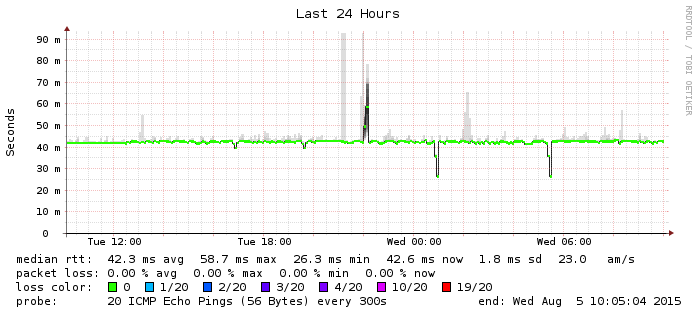 Last 24 Hours
RRDTOOL / TOBI OETIKER
Seconds
90 m
80 m
70 m
60 m
50 m
40 m
30 m
20 m
10 m
0
Tue 12:00 Tue 18:00 Wed 00:00 Wed 06:00
median rtt: 42.3 ms avg 58.7 ms max 26.3 ms min 42.6 ms now 1.8 ms sd 23.0 am/s
packet loss: 0.00 % avg 0.00 % max 0.00 % min 0.00 % now
loss color: 0 1/20 2/20 3/20 4/20 10/20 19/20
probe: 20 ICMP Echo Pings (56 Bytes) every 300s end: Wed Aug 5 10:05:04 2015